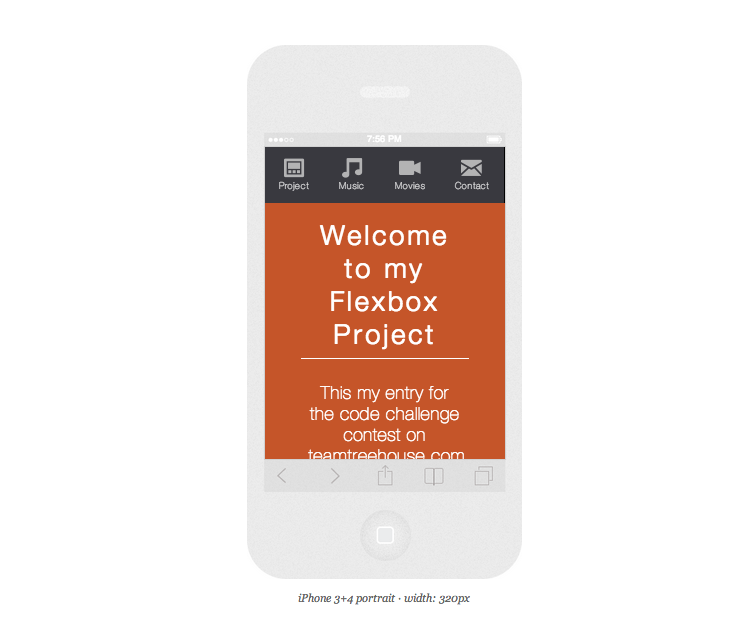 7:56 PM
Project Music Movies Contact
Welcome
to my
Flexbox
Project
This my entry for
the code challenge
contest on
teamtreehouse.com
iPhone 3+4 portrait · width: 320px